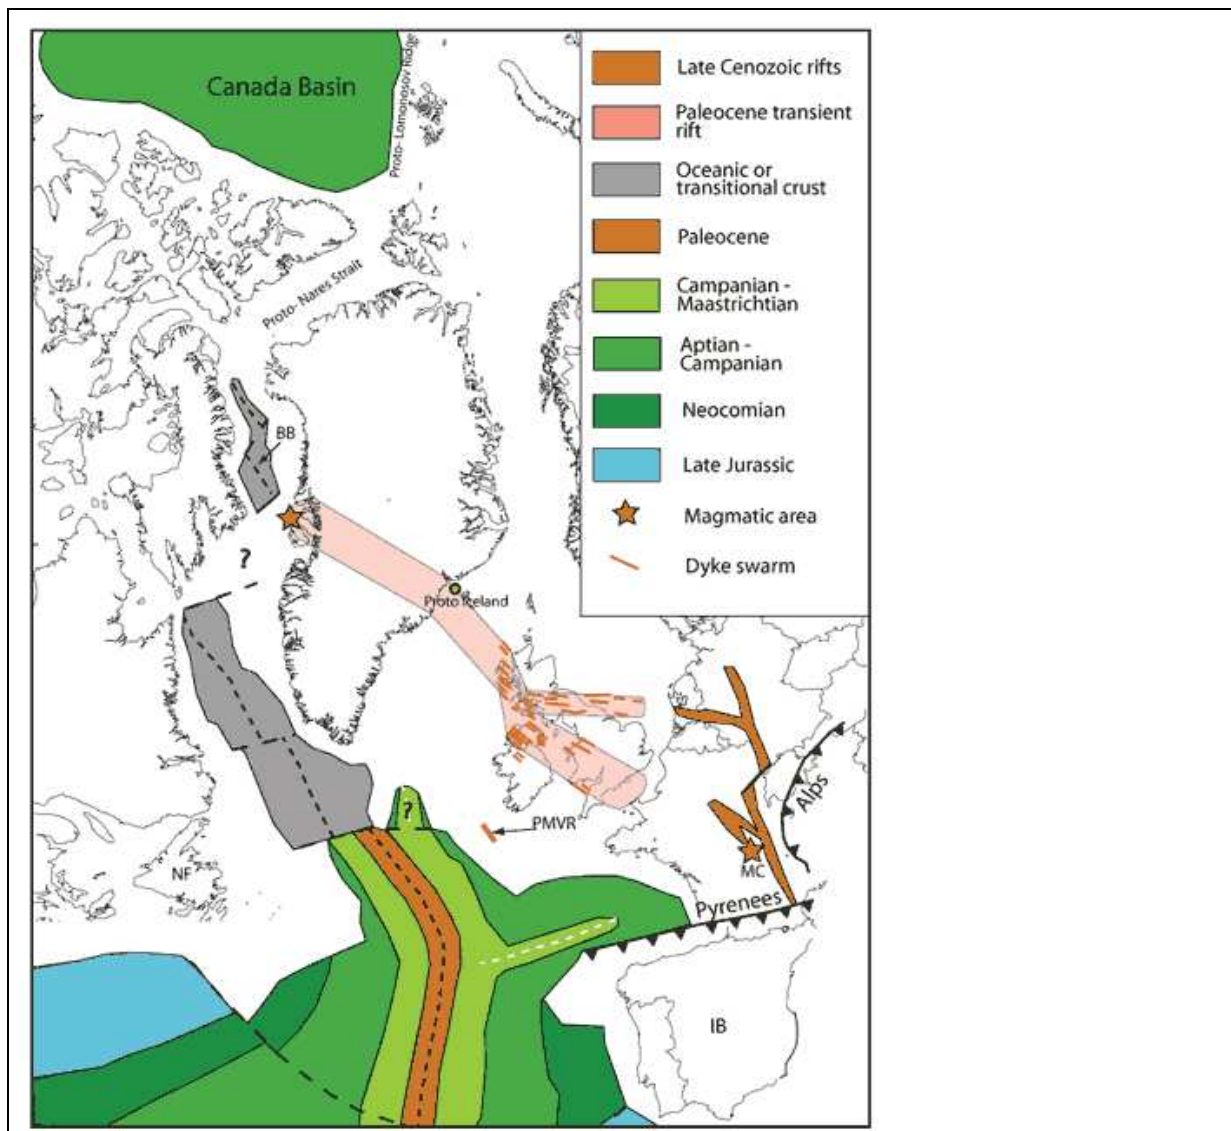 Canada Basin
Proto- Lomonosov Ridge
Late Cenozoic rifts
Paleocene transient
rift
Oceanic or
transitional crust
Paleocene
Campanian -
Maastrichtian
Aptian -
Campanian
Neocomian
Late Jurassic
Magmatic area
Dyke swarm
Proto- Nares Strait
BB
?
Proto Iceland
?
PMVR
Alps
NF
MC
Pyrenees
IB